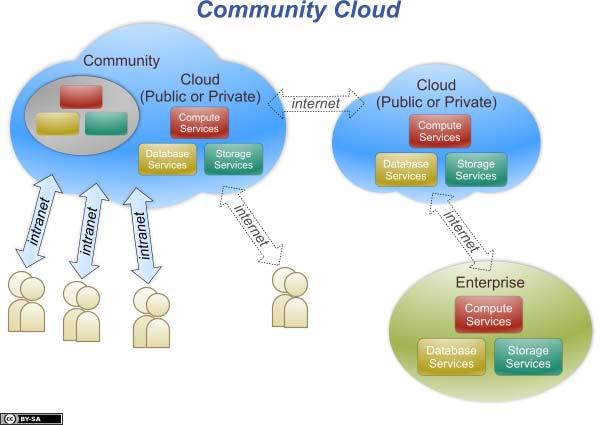 Community Cloud
Community
Cloud
(Public or Private)
Compute
Services
Database
Services
Storage
Services
internet
Cloud
(Public or Private)
Compute
Services
Database
Services
Storage
Services
intranet
intranet
intranet
internet
internet
Enterprise
Compute
Services
Database
Services
Storage
Services
cc BY-SA